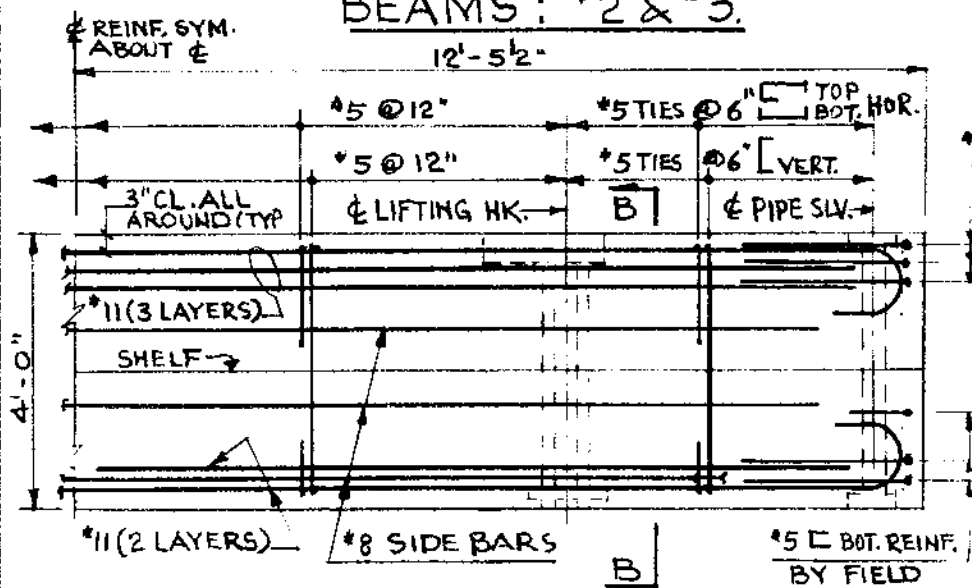 BEAMS: #2 & #3.
℄ REINF. SYM.
ABOUT ℄
12'-5½"
#5 @ 12"
#5 TIES @ 6" TOP
BOT. HOR.
#5 @ 12"
#5 TIES @ 6" [ VERT.
3" CL. ALL
AROUND (TYP
℄ LIFTING HK.
B
℄ PIPE SLV.
#11 (3 LAYERS)
SHELF
4'-0"
#11 (2 LAYERS)
#8 SIDE BARS
B
#5 ⊏ BOT. REINF.
BY FIELD